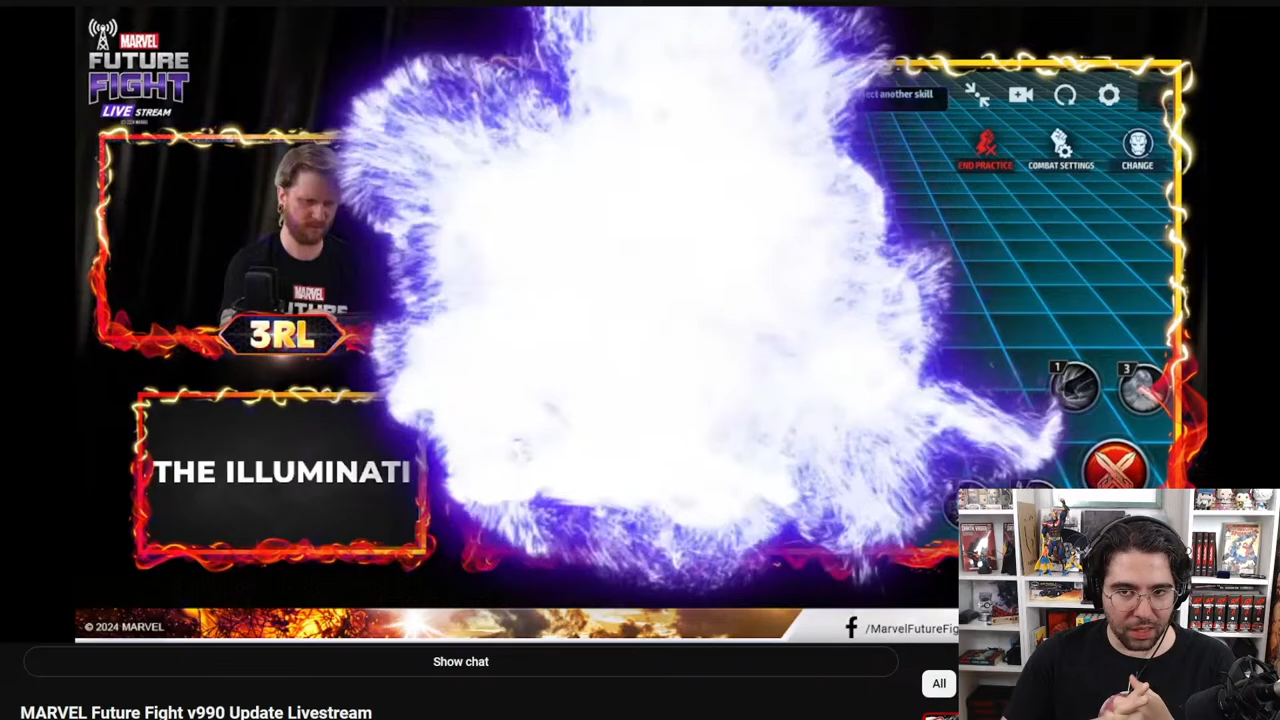 MARVEL
FUTURE
FIGHT
LIVE STREAM
ect another skill
END PRACTICE
COMBAT SETTINGS
CHANGE
MARVEL
3RL
1
3
THE ILLUMINATI
© 2024 MARVEL
/MarvelFutureFig
Show chat
All
MARVEL Future Fight v990 Update Livestream